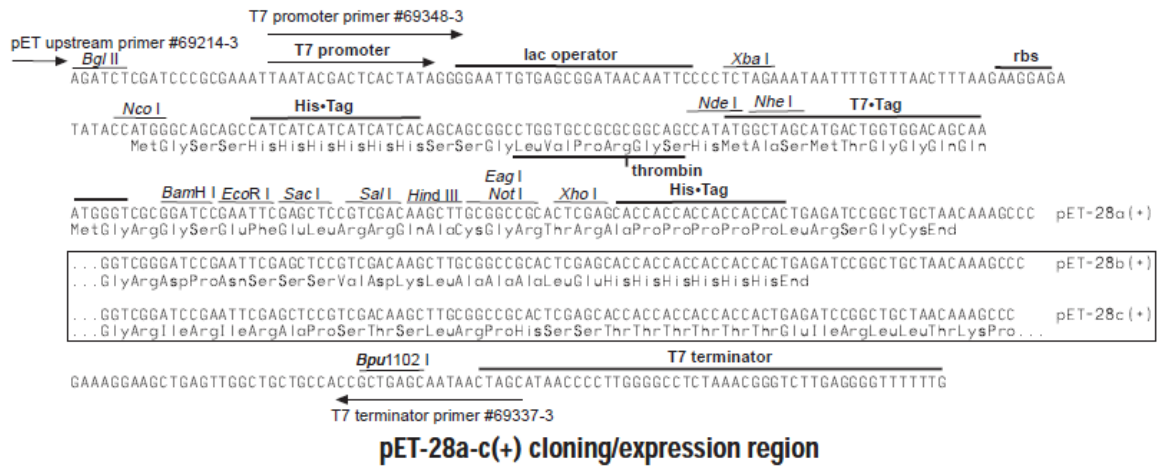 T7 promoter primer #69348-3
pET upstream primer #69214-3
Bgl II T7 promoter lac operator Xba I rbs
AGATCTCGATCCCGCGAAATTAATACGACTCACTATAGGGGAATTGTGAGCGGATAACAATTCCCCTCTAGAAATAATTTTGTTTAACTTTAAGAAGGAGA
Nco I His•Tag Nde I Nhe I T7•Tag
TATACCATGGGCAGCAGCCATCATCATCATCATCACAGCAGCGGCCTGGTGCCGCGCGGCAGCCATATGGCTAGCATGACTGGTGGACAGCAA
MetGlySerSerHisHisHisHisHisHisSerSerGlyLeuValProArgGlySerHisMetAlaSerMetThrGlyGlyGlnGln
thrombin
Eag I
BamH I EcoR I Sac I Sal I Hind III Not I Xho I His•Tag
ATGGGTCGCGGATCCGAATTCGAGCTCCGTCGACAAGCTTGCGGCCGCACTCGAGCACCACCACCACCACCACTGAGATCCGGCTGCTAACAAAGCCC pET-28a(+)
MetGlyArgGlySerGluPheGluLeuArgArgGlnAlaCysGlyArgThrArgAlaProProProProProLeuArgSerGlyCysEnd
...GGTCGGGATCCGAATTCGAGCTCCGTCGACAAGCTTGCGGCCGCACTCGAGCACCACCACCACCACCACTGAGATCCGGCTGCTAACAAAGCCC pET-28b(+)
...GlyArgAspProAsnSerSerSerValAspLysLeuAlaAlaAlaLeuGluHisHisHisHisHisHisEnd
...GGTCGGATCCGAATTCGAGCTCCGTCGACAAGCTTGCGGCCGCACTCGAGCACCACCACCACCACCACTGAGATCCGGCTGCTAACAAAGCCC pET-28c(+)
...GlyArgIleArgIleArgAlaProSerThrSerLeuArgProHisSerSerThrThrThrThrThrThrGluIleArgLeuLeuThrLysPro...
Bpu1102 I T7 terminator
GAAAGGAAGCTGAGTTGGCTGCTGCCACCGCTGAGCAATAACTAGCATAACCCCTTGGGGCCTCTAAACGGGTCTTGAGGGGTTTTTTG
T7 terminator primer #69337-3
pET-28a-c(+) cloning/expression region